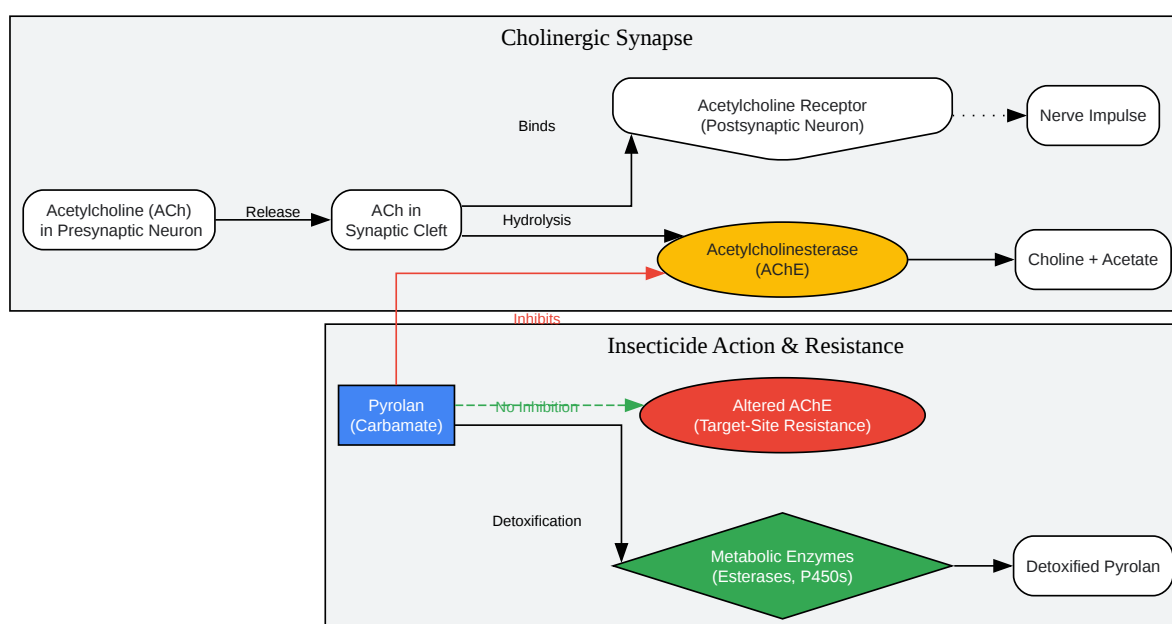 Cholinergic Synapse
Acetylcholine Receptor
(Postsynaptic Neuron)
Nerve Impulse
Binds
Acetylcholine (ACh)
in Presynaptic Neuron
Release
ACh in
Synaptic Cleft
Hydrolysis
Acetylcholinesterase
(AChE)
Choline + Acetate
Inhibits
Insecticide Action & Resistance
Pyrolan
(Carbamate)
No Inhibition
Altered AChE
(Target-Site Resistance)
Detoxification
Metabolic Enzymes
(Esterases, P450s)
Detoxified Pyrolan